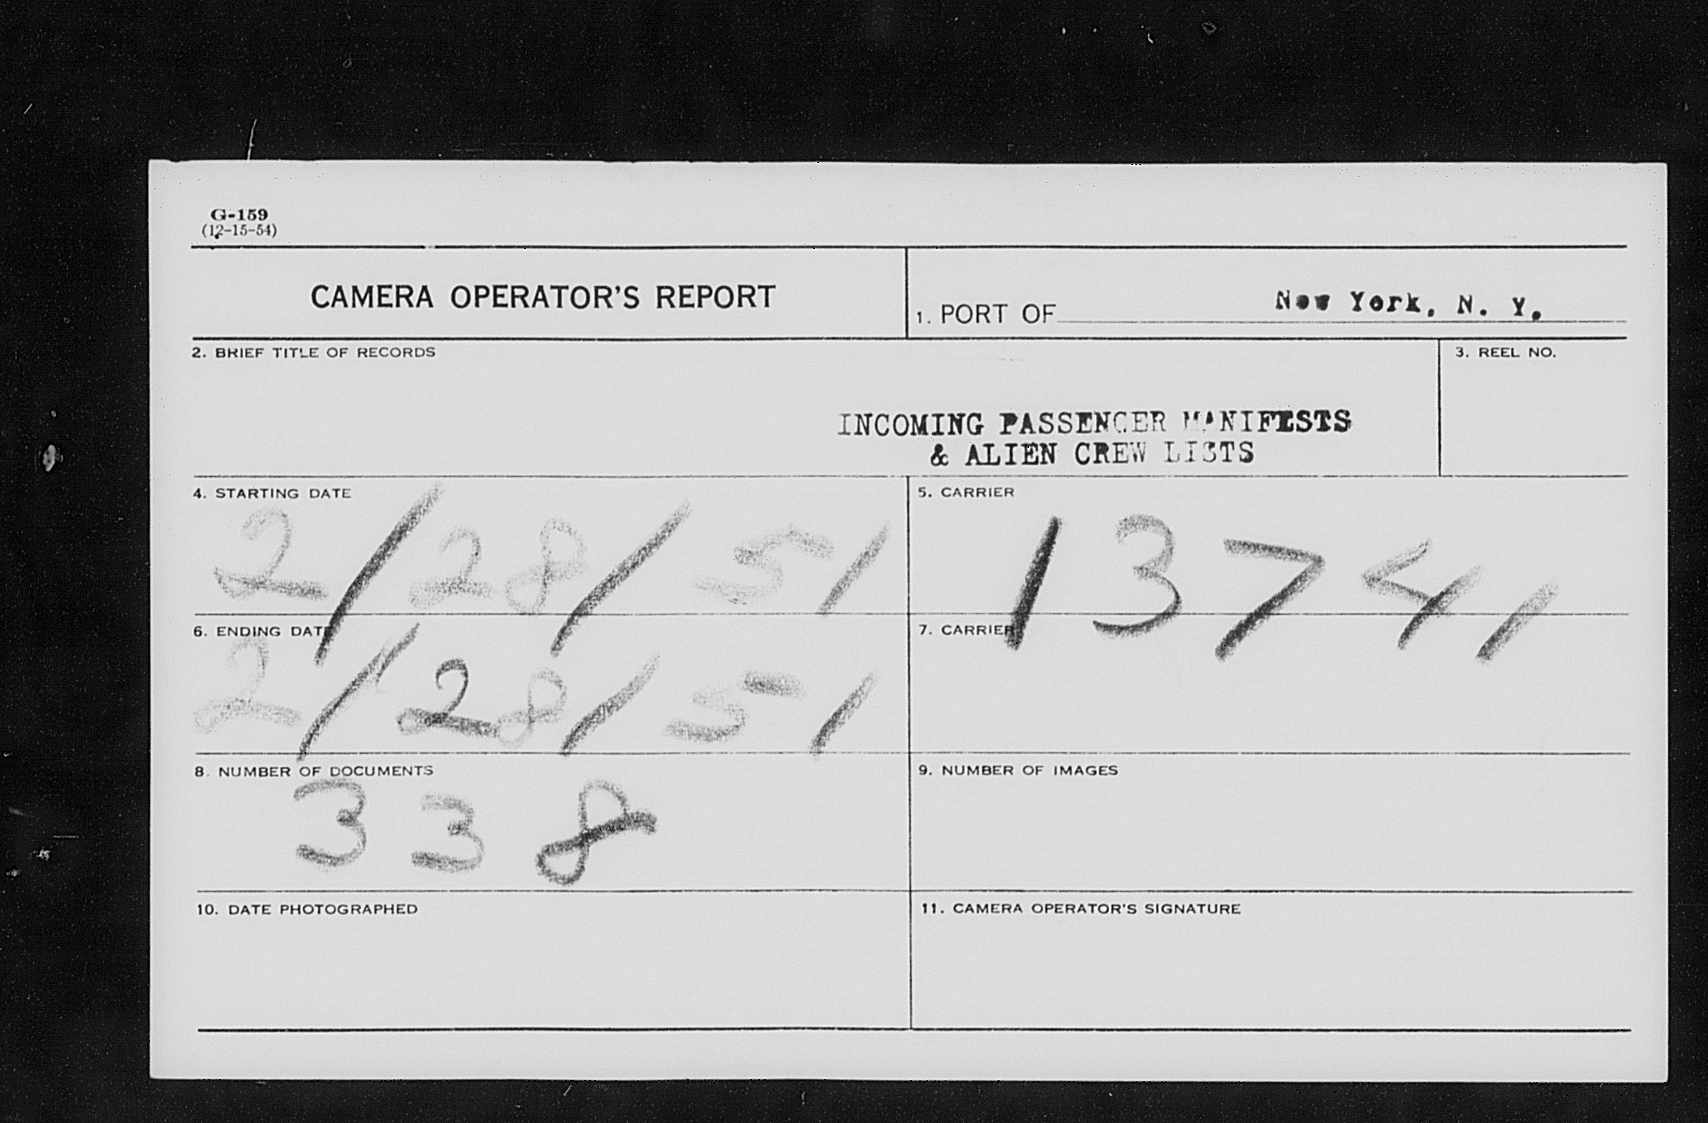 G-159
(12-15-54)
CAMERA OPERATOR'S REPORT
1. PORT OF New York, N. Y.
2. BRIEF TITLE OF RECORDS
INCOMING PASSENGER MANIFESTS
& ALIEN CREW LISTS
3. REEL NO.
4. STARTING DATE
2/28/51
5. CARRIER
13741
6. ENDING DATE
2/28/51
7. CARRIER
8. NUMBER OF DOCUMENTS
338
9. NUMBER OF IMAGES
10. DATE PHOTOGRAPHED
11. CAMERA OPERATOR'S SIGNATURE